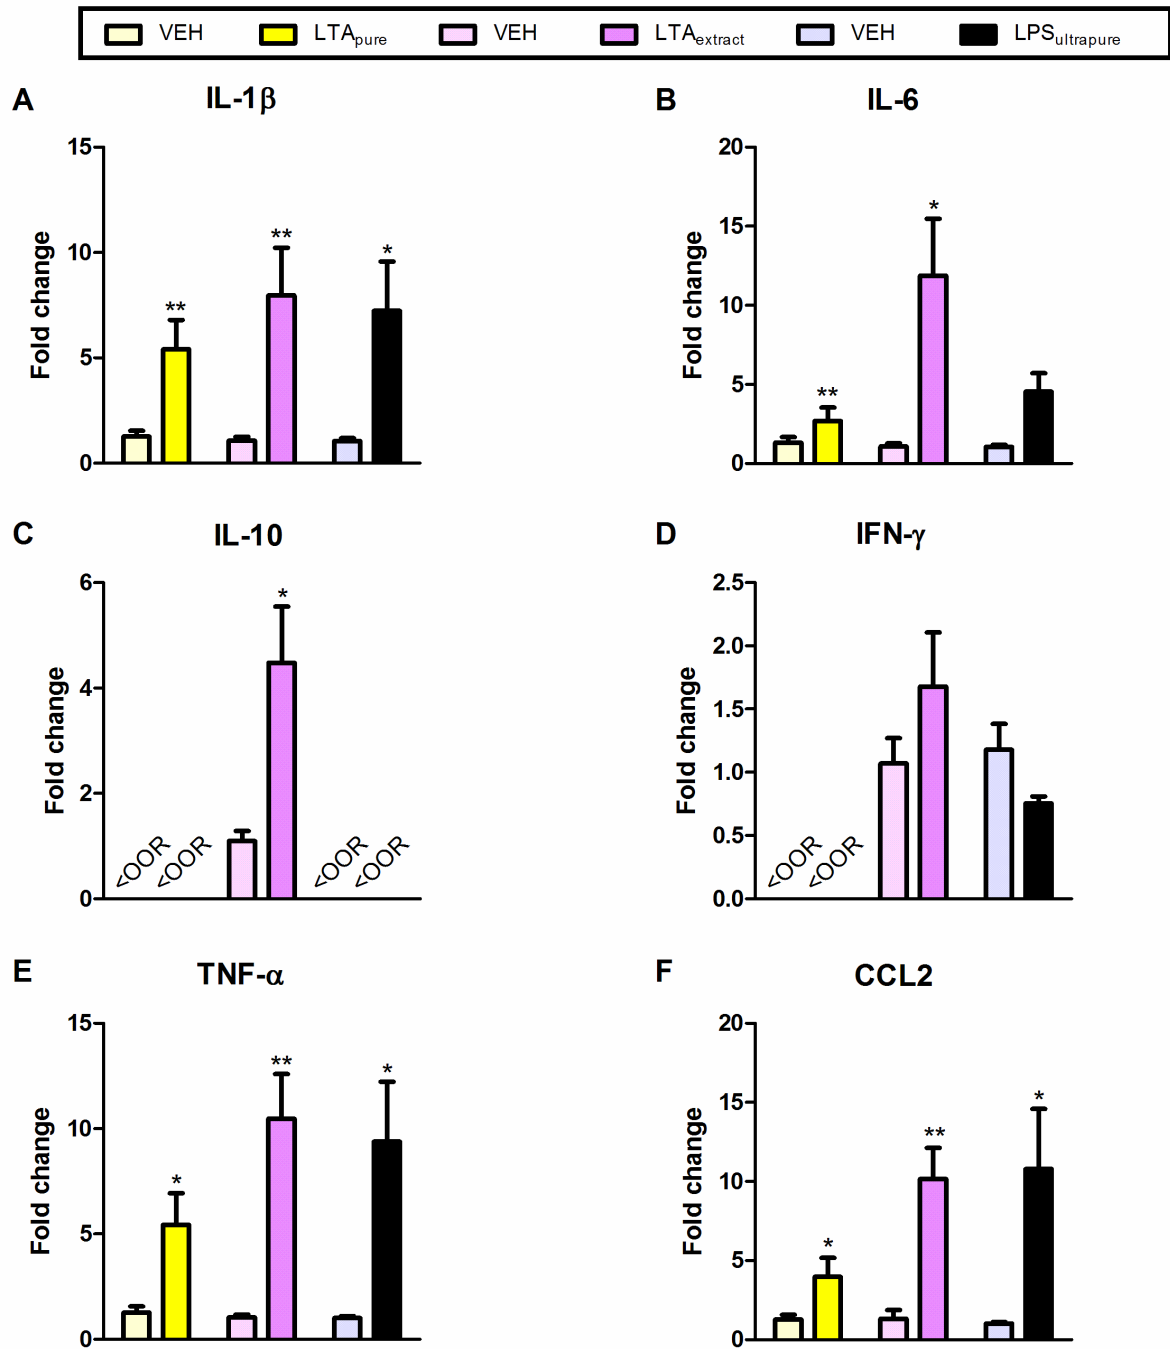 VEH LTApure VEH LTAextract VEH LPSultrapure
A IL-1β
15
10
5
0
Fold change
** ** *
B IL-6
20
15
10
5
0
Fold change
** *
C IL-10
6
4
2
0
Fold change
<OOR <OOR * <OOR <OOR
D IFN-γ
2.5
2.0
1.5
1.0
0.5
0.0
Fold change
<OOR <OOR
E TNF-α
15
10
5
0
Fold change
* ** *
F CCL2
20
15
10
5
0
Fold change
* ** *